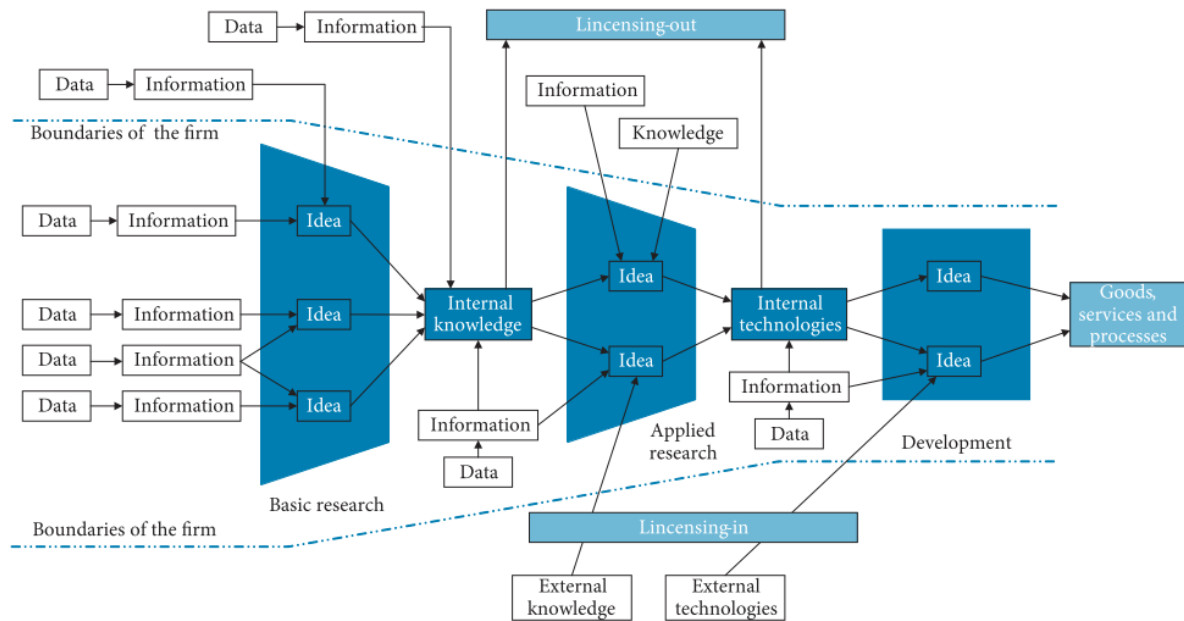 Data
Information
Lincensing-out
Data
Information
Information
Boundaries of the firm
Knowledge
Data
Information
Idea
Idea
Idea
Data
Information
Idea
Internal
knowledge
Internal
technologies
Goods,
services and
processes
Data
Information
Idea
Idea
Data
Information
Idea
Information
Information
Data
Applied
research
Data
Development
Basic research
Boundaries of the firm
Lincensing-in
External
knowledge
External
technologies